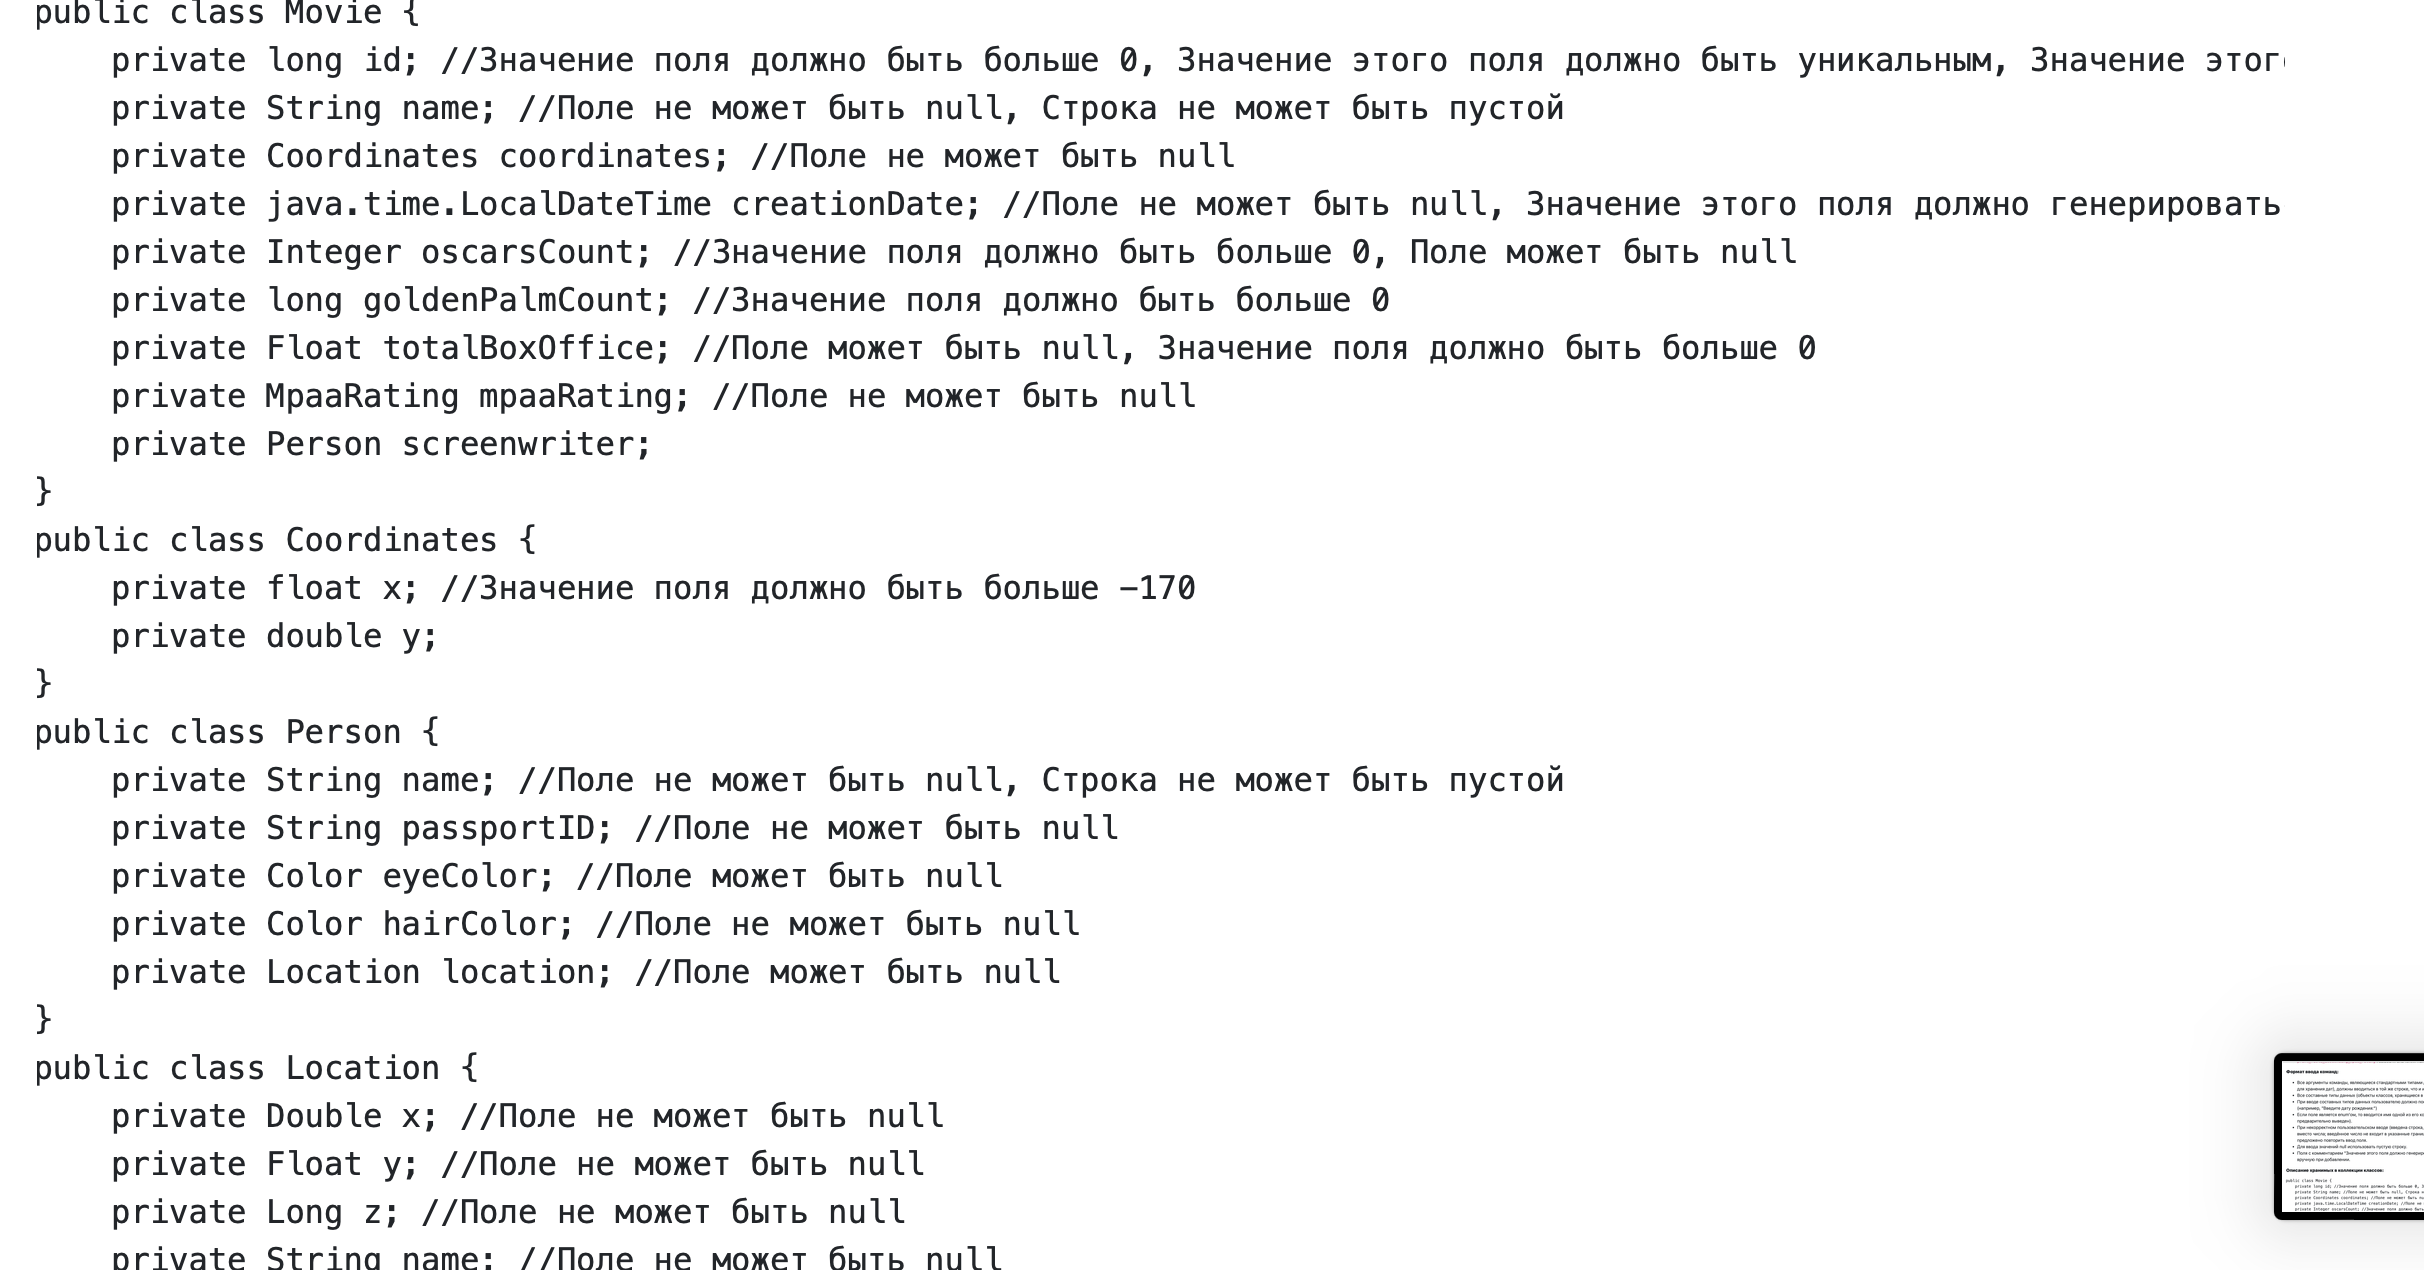 public class Movie {
private long id; //Значение поля должно быть больше 0, Значение этого поля должно быть уникальным, Значение
private String name; //Поле не может быть null, Строка не может быть пустой
private Coordinates coordinates; //Поле не может быть null
private java.time.LocalDateTime creationDate; //Поле не может быть null, Значение этого поля должно генерировать
private Integer oscarsCount; //Значение поля должно быть больше 0, Поле может быть null
private long goldenPalmCount; //Значение поля должно быть больше 0
private Float totalBoxOffice; //Поле может быть null, Значение поля должно быть больше 0
private MpaaRating mpaaRating; //Поле не может быть null
private Person screenwriter;
}
public class Coordinates {
private float x; //Значение поля должно быть больше -170
private double y;
}
public class Person {
private String name; //Поле не может быть null, Строка не может быть пустой
private String passportID; //Поле не может быть null
private Color eyeColor; //Поле может быть null
private Color hairColor; //Поле не может быть null
private Location location; //Поле может быть null
}
public class Location {
private Double x; //Поле не может быть null
private Float y; //Поле не может быть null
private Long z; //Поле не может быть null
private String name; //Поле не может быть null